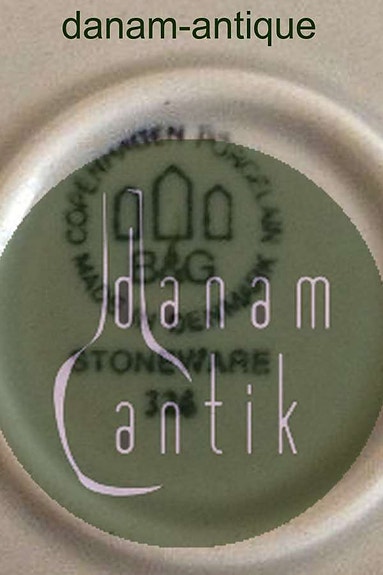 danam-antique
COPENHAGEN PORCELAIN
B&G
MADE IN DENMARK
danam
STONEWARE
antik